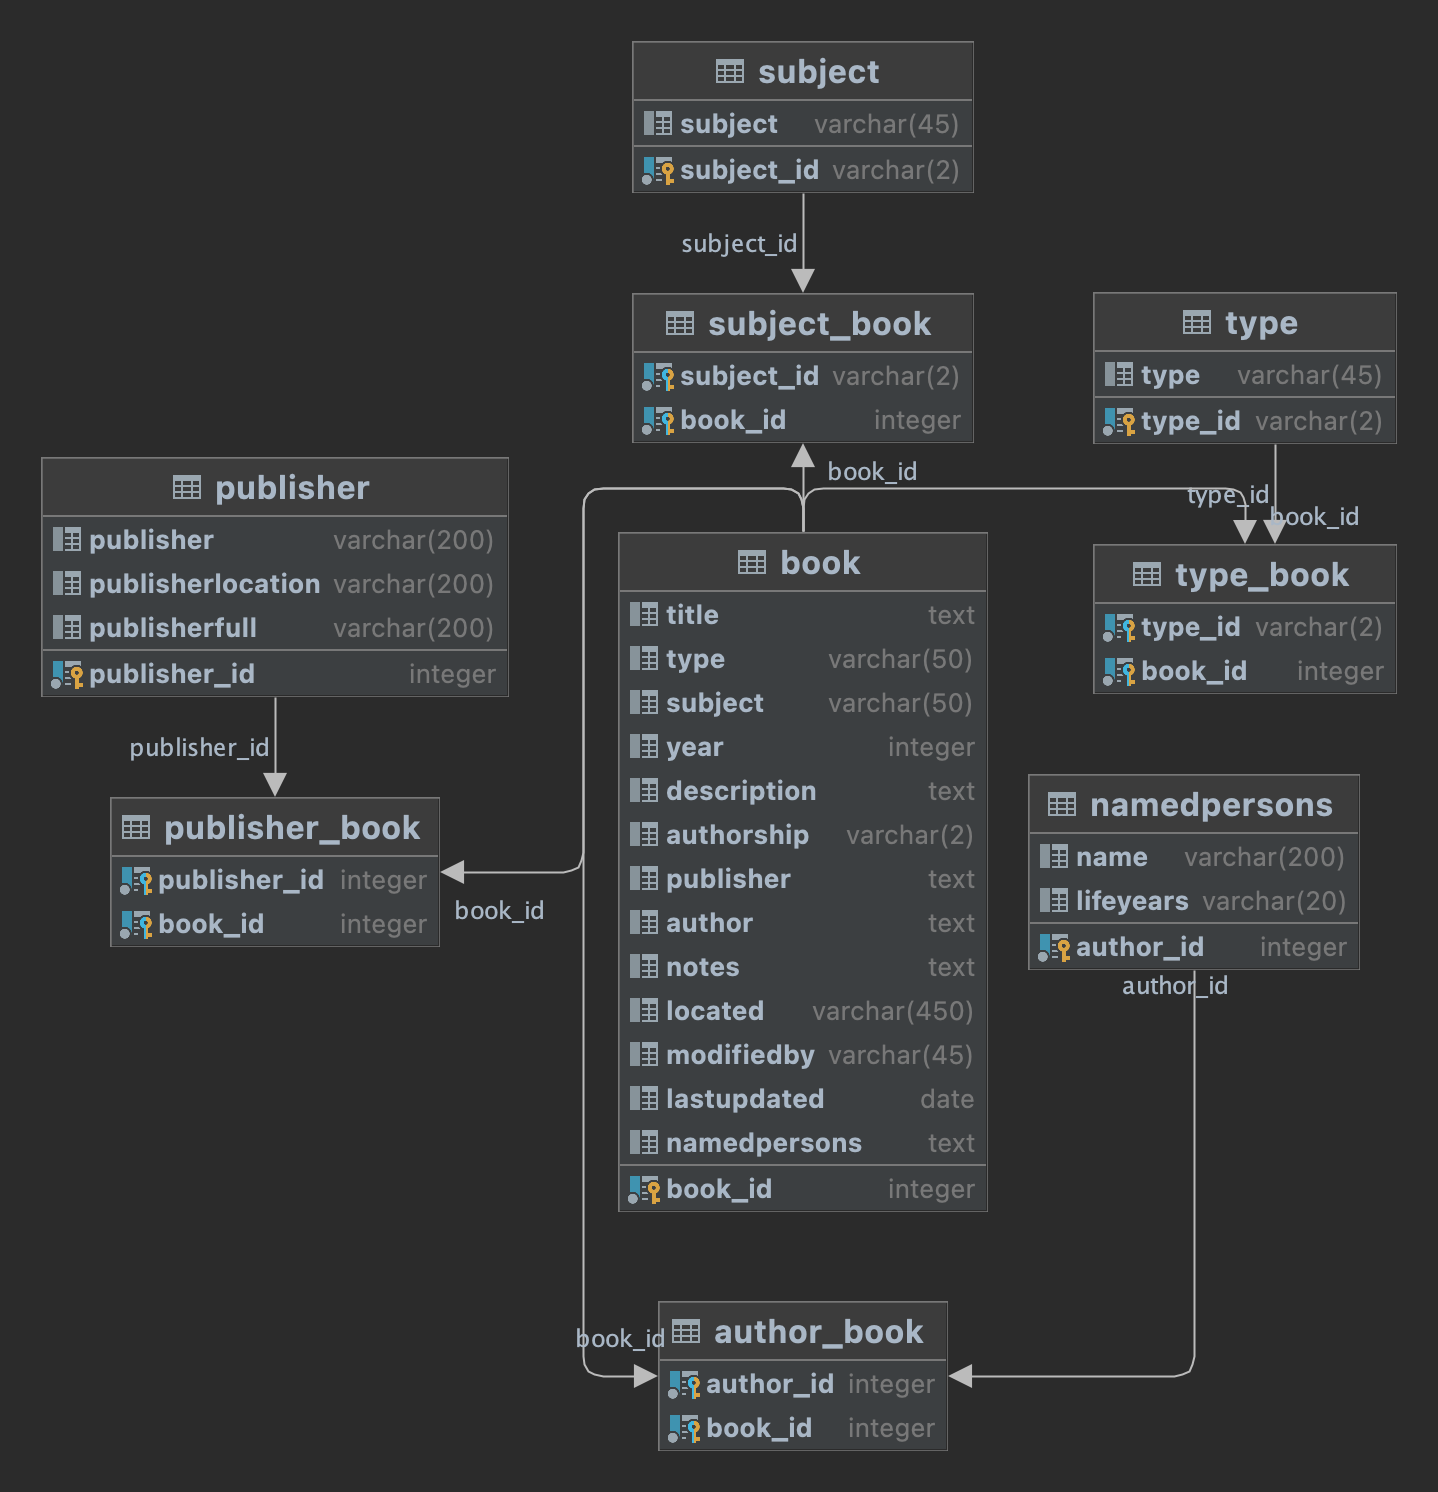 subject
subject varchar(45)
subject_id varchar(2)
subject_id
subject_book
subject_id varchar(2)
book_id integer
type
type varchar(45)
type_id varchar(2)
book_id
type_id
book_id
publisher
publisher varchar(200)
publisherlocation varchar(200)
publisherfull varchar(200)
publisher_id integer
publisher_id
publisher_book
publisher_id integer
book_id integer
book_id
book
title text
type varchar(50)
subject varchar(50)
year integer
description text
authorship varchar(2)
publisher text
author text
notes text
located varchar(450)
modifiedby varchar(45)
lastupdated date
namedpersons text
book_id integer
type_book
type_id varchar(2)
book_id integer
namedpersons
name varchar(200)
lifeyears varchar(20)
author_id integer
author_id
book_id
author_book
author_id integer
book_id integer